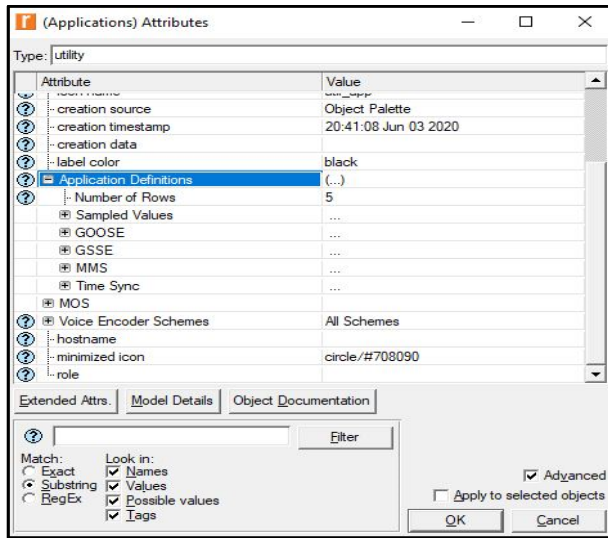 (Applications) Attributes
Type: utility
Attribute Value
creation source Object Palette
creation timestamp 20:41:08 Jun 03 2020
creation data
label color black
Application Definitions (...)
Number of Rows 5
Sampled Values ...
GOOSE ...
GSSE ...
MMS ...
Time Sync ...
MOS
Voice Encoder Schemes All Schemes
hostname
minimized icon circle/#708090
role
Extended Attrs. Model Details Object Documentation
Filter
Match: Look in:
Exact Names
Substring Values
RegEx Possible values
Tags
Advanced
Apply to selected objects
OK Cancel